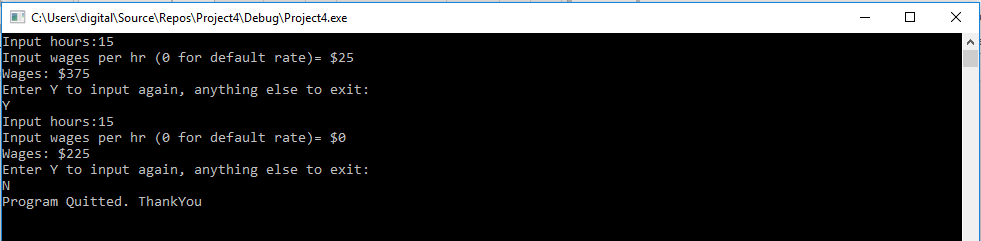 C:\Users\digital\Source\Repos\Project4\Debug\Project4.exe
Input hours:15
Input wages per hr (0 for default rate)= $25
Wages: $375
Enter Y to input again, anything else to exit:
Y
Input hours:15
Input wages per hr (0 for default rate)= $0
Wages: $225
Enter Y to input again, anything else to exit:
N
Program Quitted. ThankYou